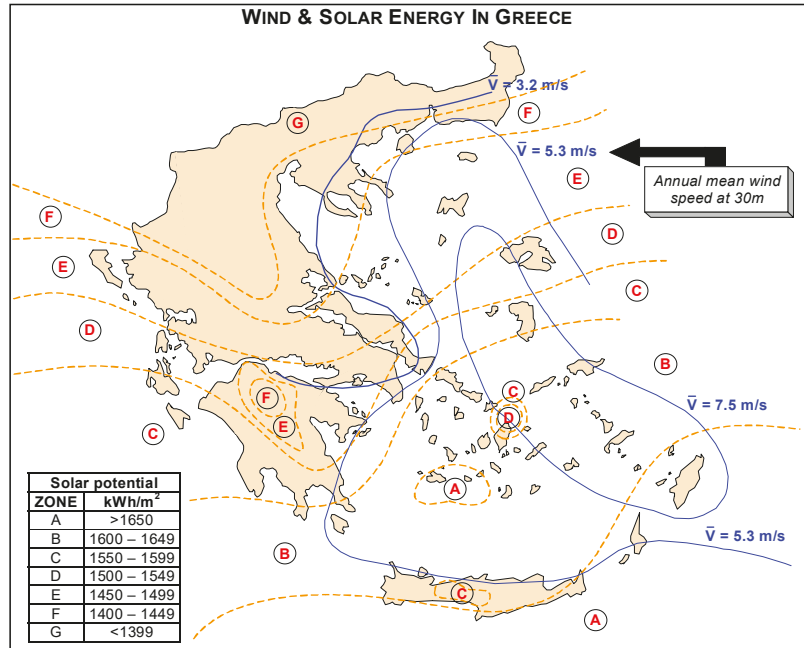 WIND & SOLAR ENERGY IN GREECE
V̅ = 3.2 m/s
F
G
V̅ = 5.3 m/s
Annual mean wind
speed at 30m
E
F
D
E
C
D
B
C
F
D
V̅ = 7.5 m/s
E
C
A
V̅ = 5.3 m/s
B
C
A
Solar potential
ZONE kWh/m²
A >1650
B 1600 – 1649
C 1550 – 1599
D 1500 – 1549
E 1450 – 1499
F 1400 – 1449
G <1399